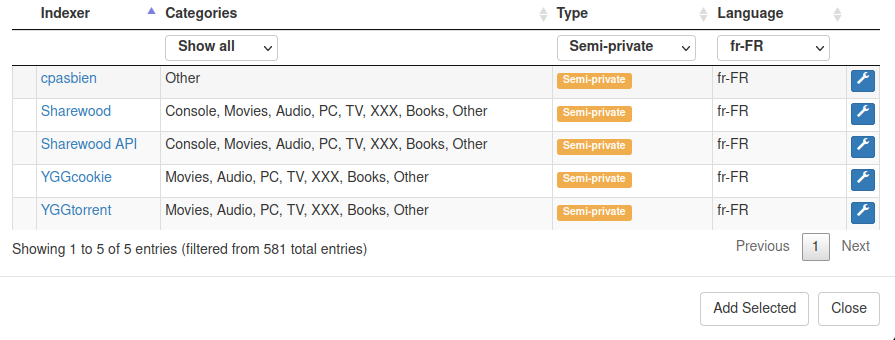 Indexer Categories Type Language
Show all Semi-private fr-FR
cpasbien Other Semi-private fr-FR
Sharewood Console, Movies, Audio, PC, TV, XXX, Books, Other Semi-private fr-FR
Sharewood API Console, Movies, Audio, PC, TV, XXX, Books, Other Semi-private fr-FR
YGGcookie Movies, Audio, PC, TV, XXX, Books, Other Semi-private fr-FR
YGGtorrent Movies, Audio, PC, TV, XXX, Books, Other Semi-private fr-FR
Showing 1 to 5 of 5 entries (filtered from 581 total entries) Previous 1 Next
Add Selected Close